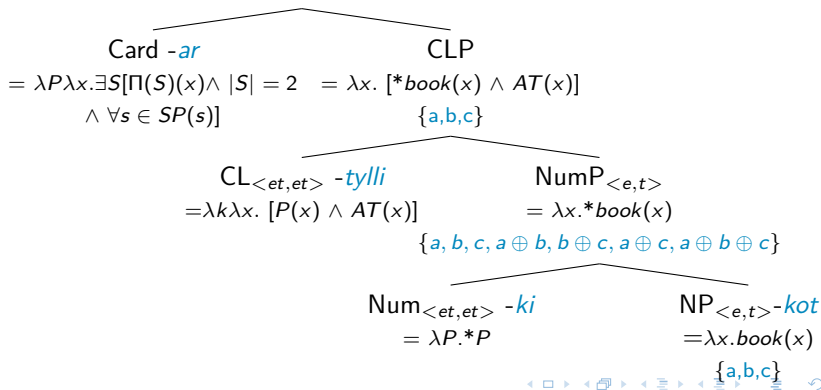 Card -ar CLP
= λPλx.∃S[Π(S)(x)∧ |S| = 2 = λx. [*book(x) ∧ AT(x)]
∧ ∀s ∈ SP(s)] {a,b,c}
CL<et,et> -tylli NumP<e,t>
=λkλx. [P(x) ∧ AT(x)] = λx.*book(x)
{a, b, c, a ⊕ b, b ⊕ c, a ⊕ c, a ⊕ b ⊕ c}
Num<et,et> -ki NP<e,t>-kot
= λP.*P =λx.book(x)
{a,b,c}